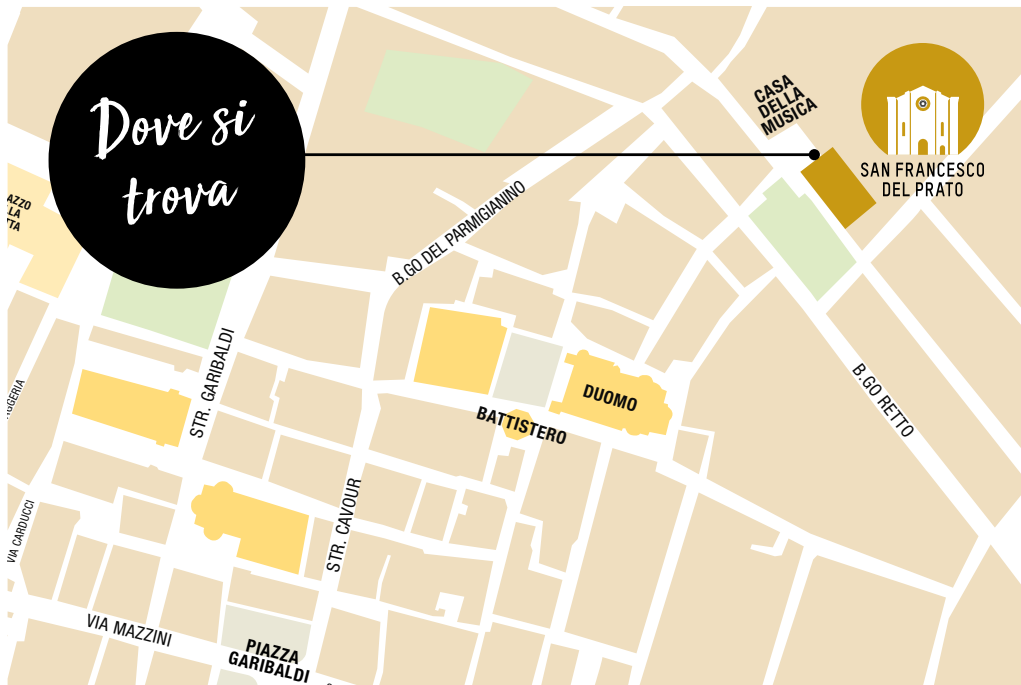 Dove si
trova
CASA
DELLA
MUSICA
SAN FRANCESCO
DEL PRATO
B.GO DEL PARMIGIANINO
STR. GARIBALDI
DUOMO
BATTISTERO
B.GO RETTO
STR. CAVOUR
VIA CARDUCCI
VIA MAZZINI
PIAZZA
GARIBALDI